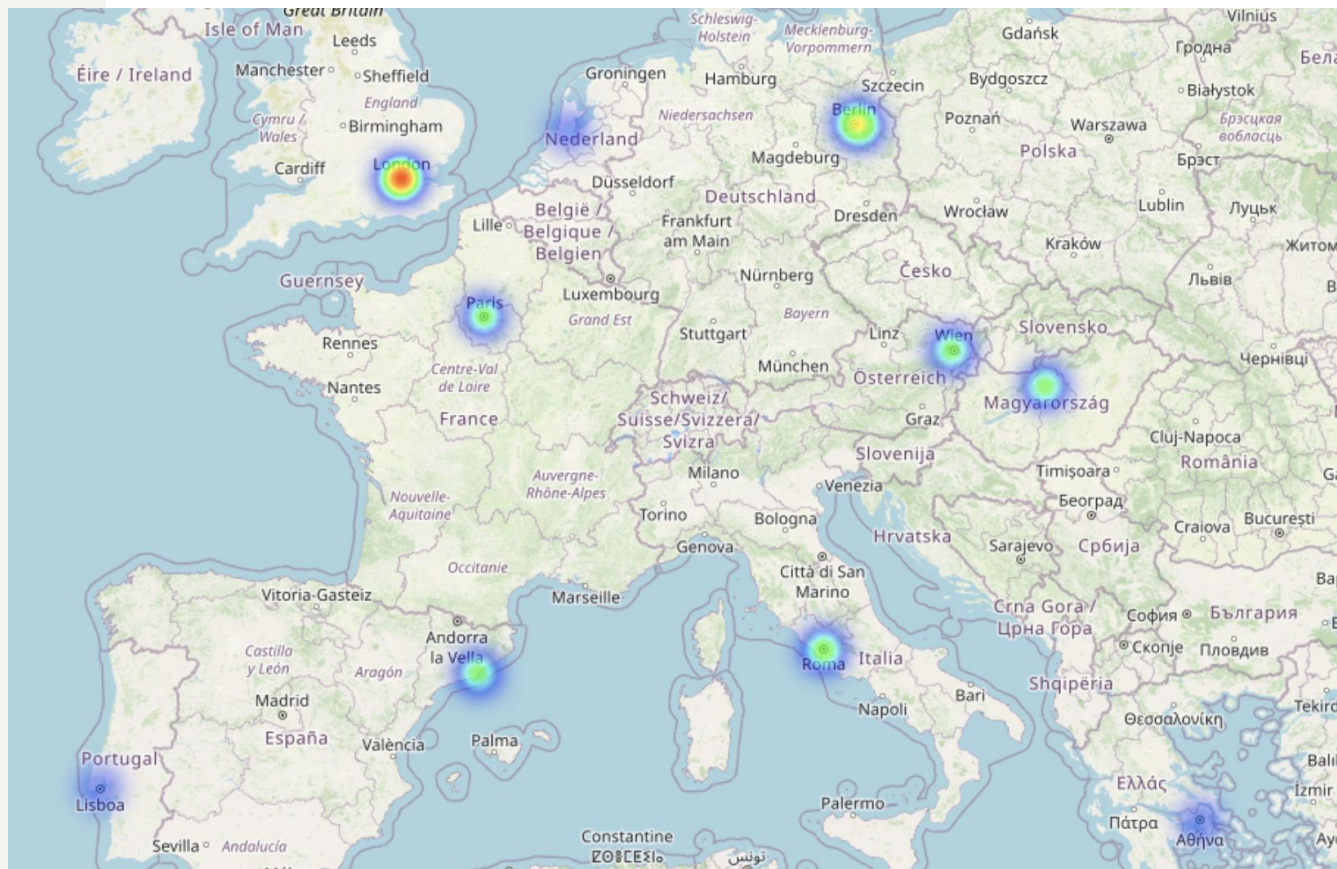 Great Britain
Isle of Man
Leeds
Éire / Ireland
Manchester
Sheffield
England
Cymru /
Wales
Birmingham
Cardiff
London
Guernsey
Schleswig-
Holstein
Mecklenburg-
Vorpommern
Groningen
Hamburg
Szczecin
Niedersachsen
Berlin
Nederland
Magdeburg
Düsseldorf
Deutschland
België /
Belgique /
Belgien
Lille
Frankfurt
am Main
Dresden
Luxembourg
Nürnberg
Česko
Paris
Grand Est
Bayern
Stuttgart
Linz
Wien
Slovensko
München
Österreich
Magyarország
Graz
Gdańsk
Vilnius
Гродна
Bydgoszcz
Białystok
Poznań
Warszawa
Брэсцкая
вобласць
Polska
Брэст
Wrocław
Lublin
Луцьк
Kraków
Львів
Чернівці
Rennes
Nantes
Centre-Val
de Loire
France
Schweiz/
Suisse/Svizzera/
Svizra
Slovenija
Auvergne-
Rhône-Alpes
Milano
Venezia
Nouvelle-
Aquitaine
Torino
Bologna
Genova
Hrvatska
Occitanie
Marseille
Città di San
Marino
Cluj-Napoca
România
Timișoara
Београд
Craiova
București
Sarajevo
Србија
Crna Gora /
Црна Гора
София
България
Скопје
Пловдив
Shqipëria
Θεσσαλονίκη
Vitoria-Gasteiz
Andorra
la Vella
Castilla
y León
Aragón
Madrid
España
València
Palma
Portugal
Lisboa
Sevilla
Andalucía
Roma
Italia
Napoli
Bari
Palermo
Constantine
ⵇⵙⵏⵟⵉⵏⴰ
تونس
Ελλάς
Πάτρα
Αθήνα
İzmir